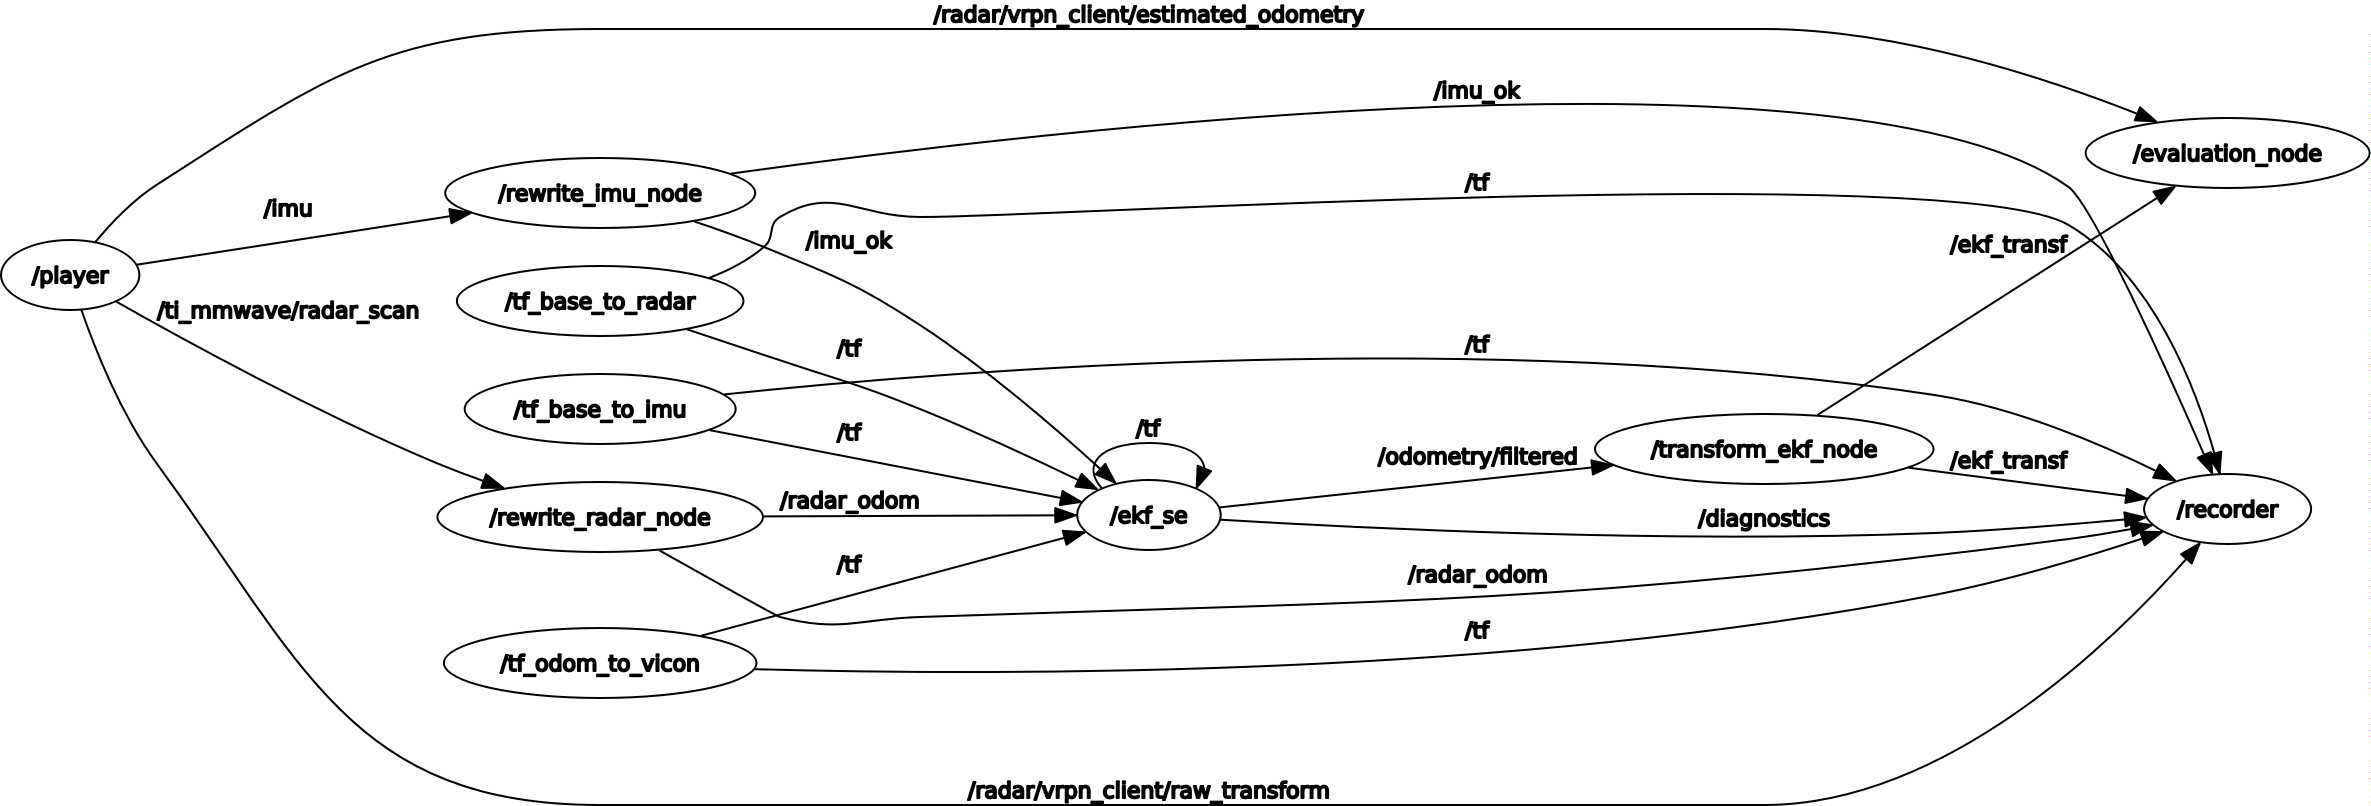 /radar/vrpn_client/estimated_odometry
/imu_ok
/evaluation_node
/tf
/rewrite_imu_node
/imu
/imu_ok
/ekf_transf
/player
/tf_base_to_radar
/ti_mmwave/radar_scan
/tf
/tf
/tf_base_to_imu
/tf
/tf
/odometry/filtered
/transform_ekf_node
/ekf_transf
/radar_odom
/rewrite_radar_node
/ekf_se
/diagnostics
/recorder
/tf
/radar_odom
/tf
/tf_odom_to_vicon
/radar/vrpn_client/raw_transform